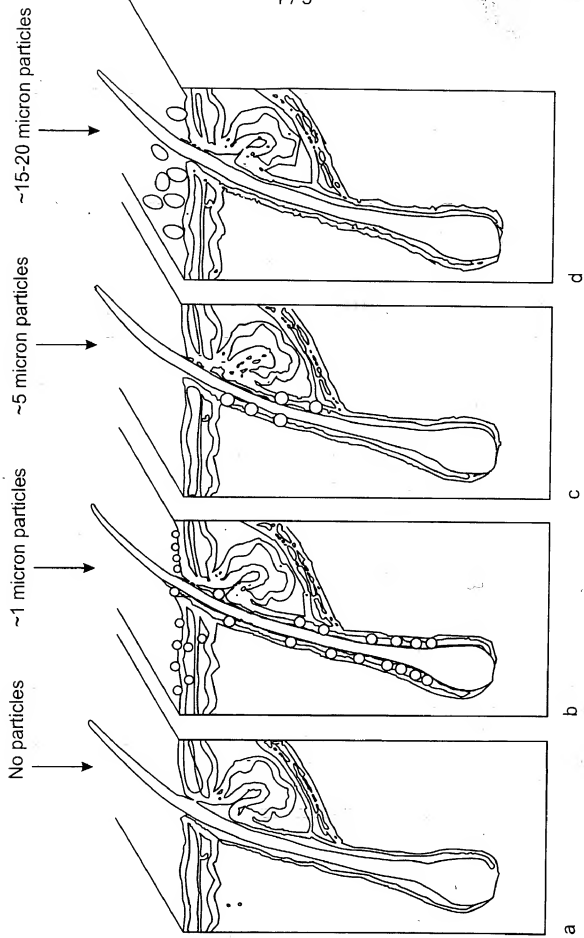 No particles
~1 micron particles
~5 micron particles
~15-20 micron particles
a
b
c
d